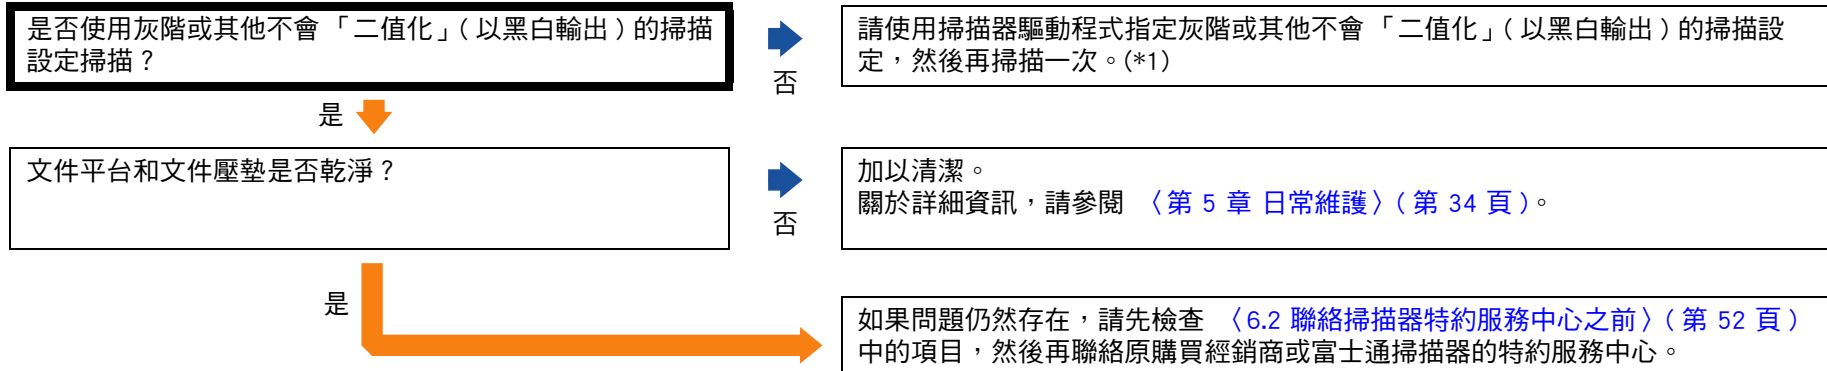 是否使用灰階或其他不會「二值化」( 以黑白輸出 ) 的掃描
設定掃描？
否
請使用掃描器驅動程式指定灰階或其他不會「二值化」( 以黑白輸出 ) 的掃描設
定，然後再掃描一次。(*1)
是
文件平台和文件壓墊是否乾淨？
否
加以清潔。
關於詳細資訊，請參閱 〈第 5 章 日常維護〉( 第 34 頁 )。
是
如果問題仍然存在，請先檢查 〈6.2 聯絡掃描器特約服務中心之前〉( 第 52 頁 )
中的項目，然後再聯絡原購買經銷商或富士通掃描器的特約服務中心。